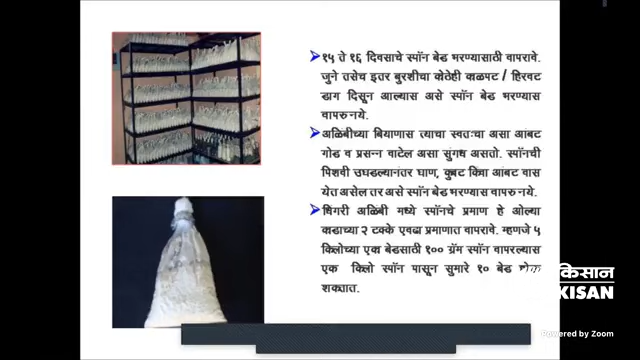 १५ ते १६ दिवसाचे स्पॉन बेड भरण्यासाठी वापरावे.
जुने तसेच इतर बुरशीचा कोठेही काळपट / हिरवट
डाग दिसून आल्यास असे स्पॉन बेड भरण्यास
वापरु नये.
अळिंबीच्या बियाणास त्याचा स्वतःचा असा आंबट
गोड व प्रसन्न वाटेल असा सुगंध असतो. स्पॉनची
पिशवी उघडल्यानंतर घाण, कुबट किंवा आंबट वास
येत असेल तर असे स्पॉन बेड भरण्यास वापरु नये.
धिंगरी अळिंबी मध्ये स्पॉनचे प्रमाण हे ओल्या
काडाच्या २ टक्के एवढ्या प्रमाणात वापरावे. म्हणजे ५
किलोच्या एका बेडसाठी १०० ग्रॅम स्पॉन वापरल्यास
एक किलो स्पॉन पासून सुमारे १० बेड
शकतात.
किसान
KISAN
Powered by Zoom